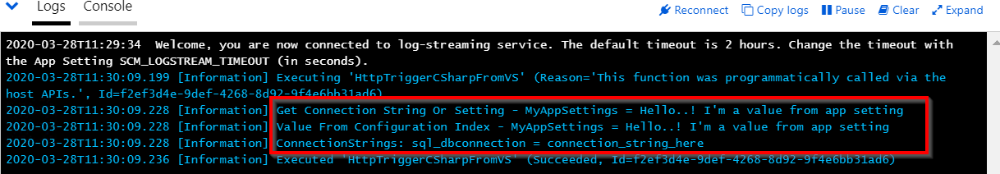 Logs Console Reconnect Copy logs Pause Clear Expand
2020-03-28T11:29:34  Welcome, you are now connected to log-streaming service. The default timeout is 2 hours. Change the timeout with
the App Setting SCM_LOGSTREAM_TIMEOUT (in seconds).
2020-03-28T11:30:09.199 [Information] Executing 'HttpTriggerCSharpFromVS' (Reason='This function was programmatically called via the
host APIs.', Id=f2ef3d4e-9def-4268-8d92-9f4e6bb31ad6)
2020-03-28T11:30:09.228 [Information] Get Connection String Or Setting - MyAppSettings = Hello..! I'm a value from app setting
2020-03-28T11:30:09.228 [Information] Value From Configuration Index - MyAppSettings = Hello..! I'm a value from app setting
2020-03-28T11:30:09.228 [Information] ConnectionStrings: sql_dbconnection = connection_string_here
2020-03-28T11:30:09.236 [Information] Executed 'HttpTriggerCSharpFromVS' (Succeeded, Id=f2ef3d4e-9def-4268-8d92-9f4e6bb31ad6)